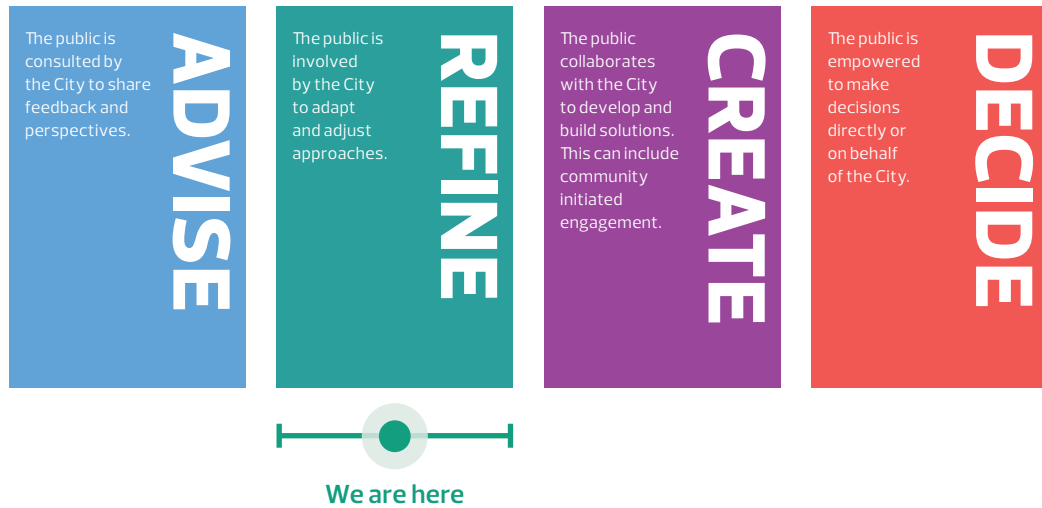 The public is
consulted by
the City to share
feedback and
perspectives.
ADVISE
The public is
involved
by the City
to adapt
and adjust
approaches.
REFINE
The public
collaborates
with the City
to develop and
build solutions.
This can include
community
initiated
engagement.
CREATE
The public is
empowered
to make
decisions
directly or
on behalf
of the City.
DECIDE
We are here